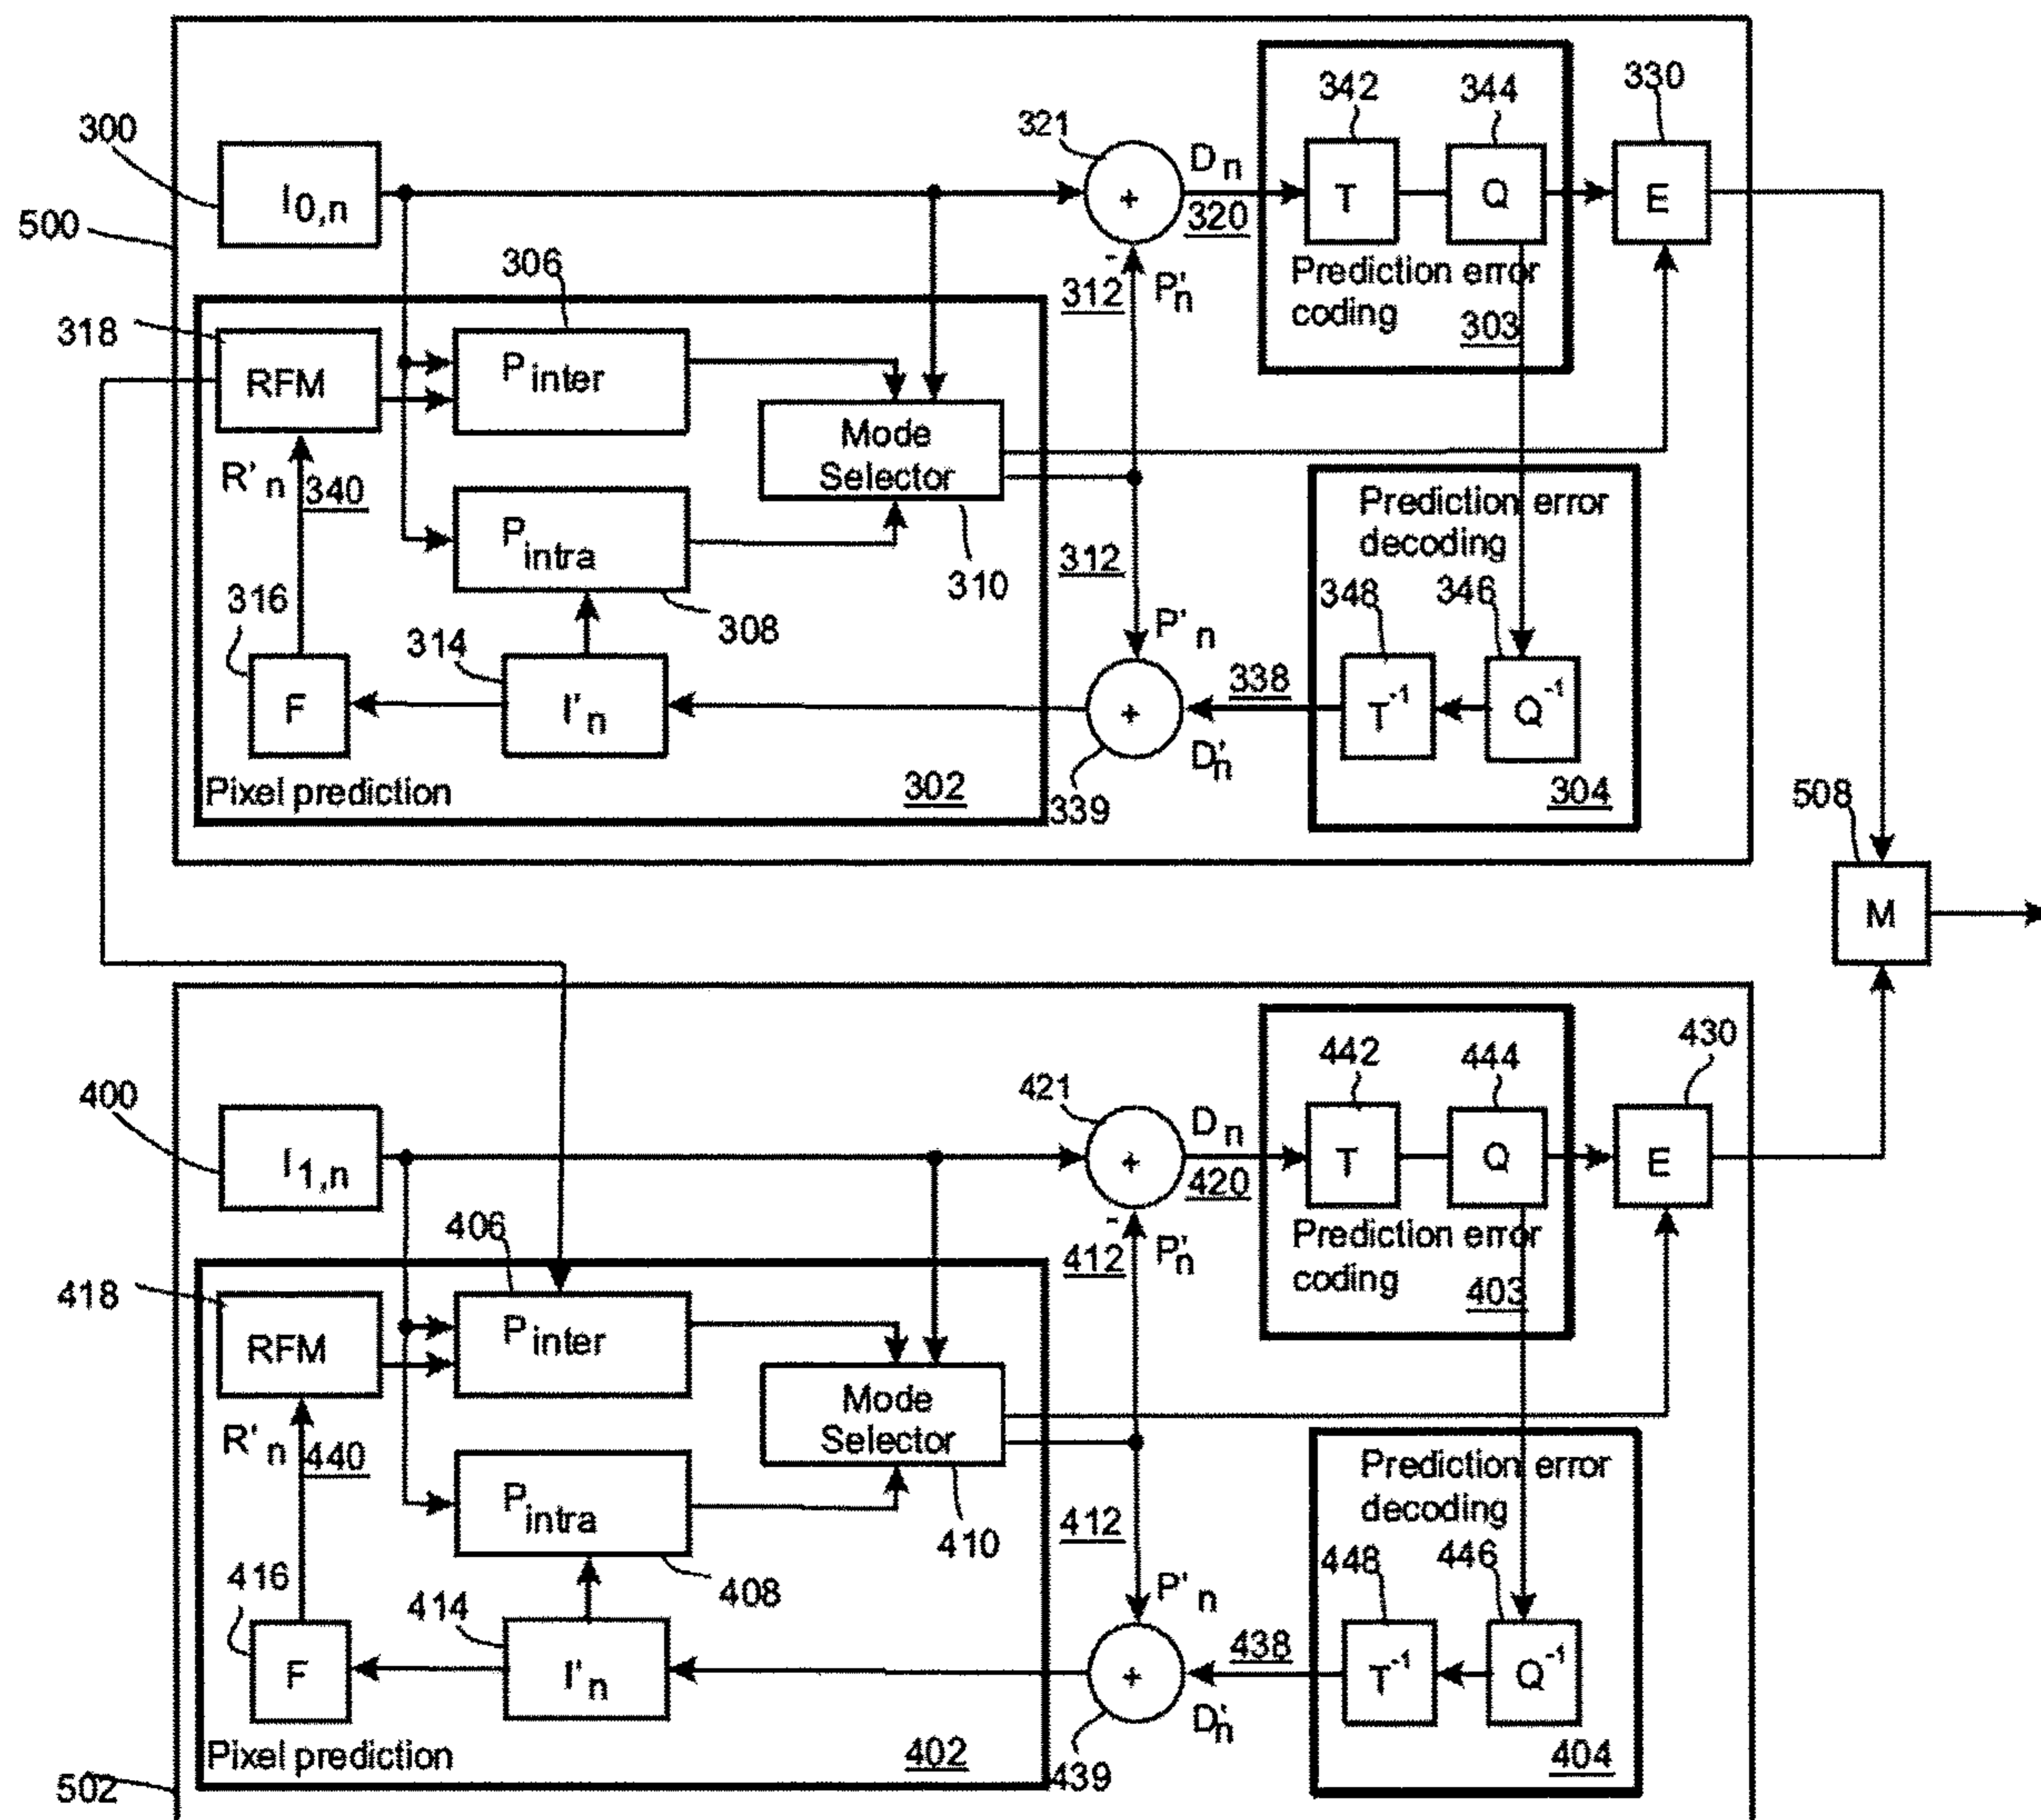 342
344
330
300
321
Dn
I0,n
+
320
T
Q
E
500
306
-
312
P'n
Prediction error
coding
303
318
RFM
Pinter
Mode
Selector
R'n
340
Pintra
310
312
Prediction error
decoding
316
308
348
346
314
P'n
F
I'n
+
338
T-1
Q-1
D'n
Pixel prediction
302
339
304
508
M
442
444
430
400
421
Dn
I1,n
+
420
T
Q
E
406
-
412
P'n
Prediction error
coding
403
418
RFM
Pinter
Mode
Selector
R'n
440
Pintra
410
412
Prediction error
decoding
416
408
448
446
414
P'n
F
I'n
+
438
T-1
Q-1
D'n
Pixel prediction
402
439
404
502